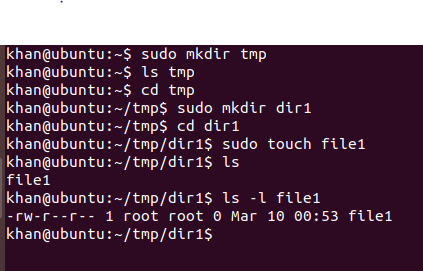 khan@ubuntu:~$ sudo mkdir tmp
khan@ubuntu:~$ ls tmp
khan@ubuntu:~$ cd tmp
khan@ubuntu:~/tmp$ sudo mkdir dir1
khan@ubuntu:~/tmp$ cd dir1
khan@ubuntu:~/tmp/dir1$ sudo touch file1
khan@ubuntu:~/tmp/dir1$ ls
file1
khan@ubuntu:~/tmp/dir1$ ls -l file1
-rw-r--r-- 1 root root 0 Mar 10 00:53 file1
khan@ubuntu:~/tmp/dir1$